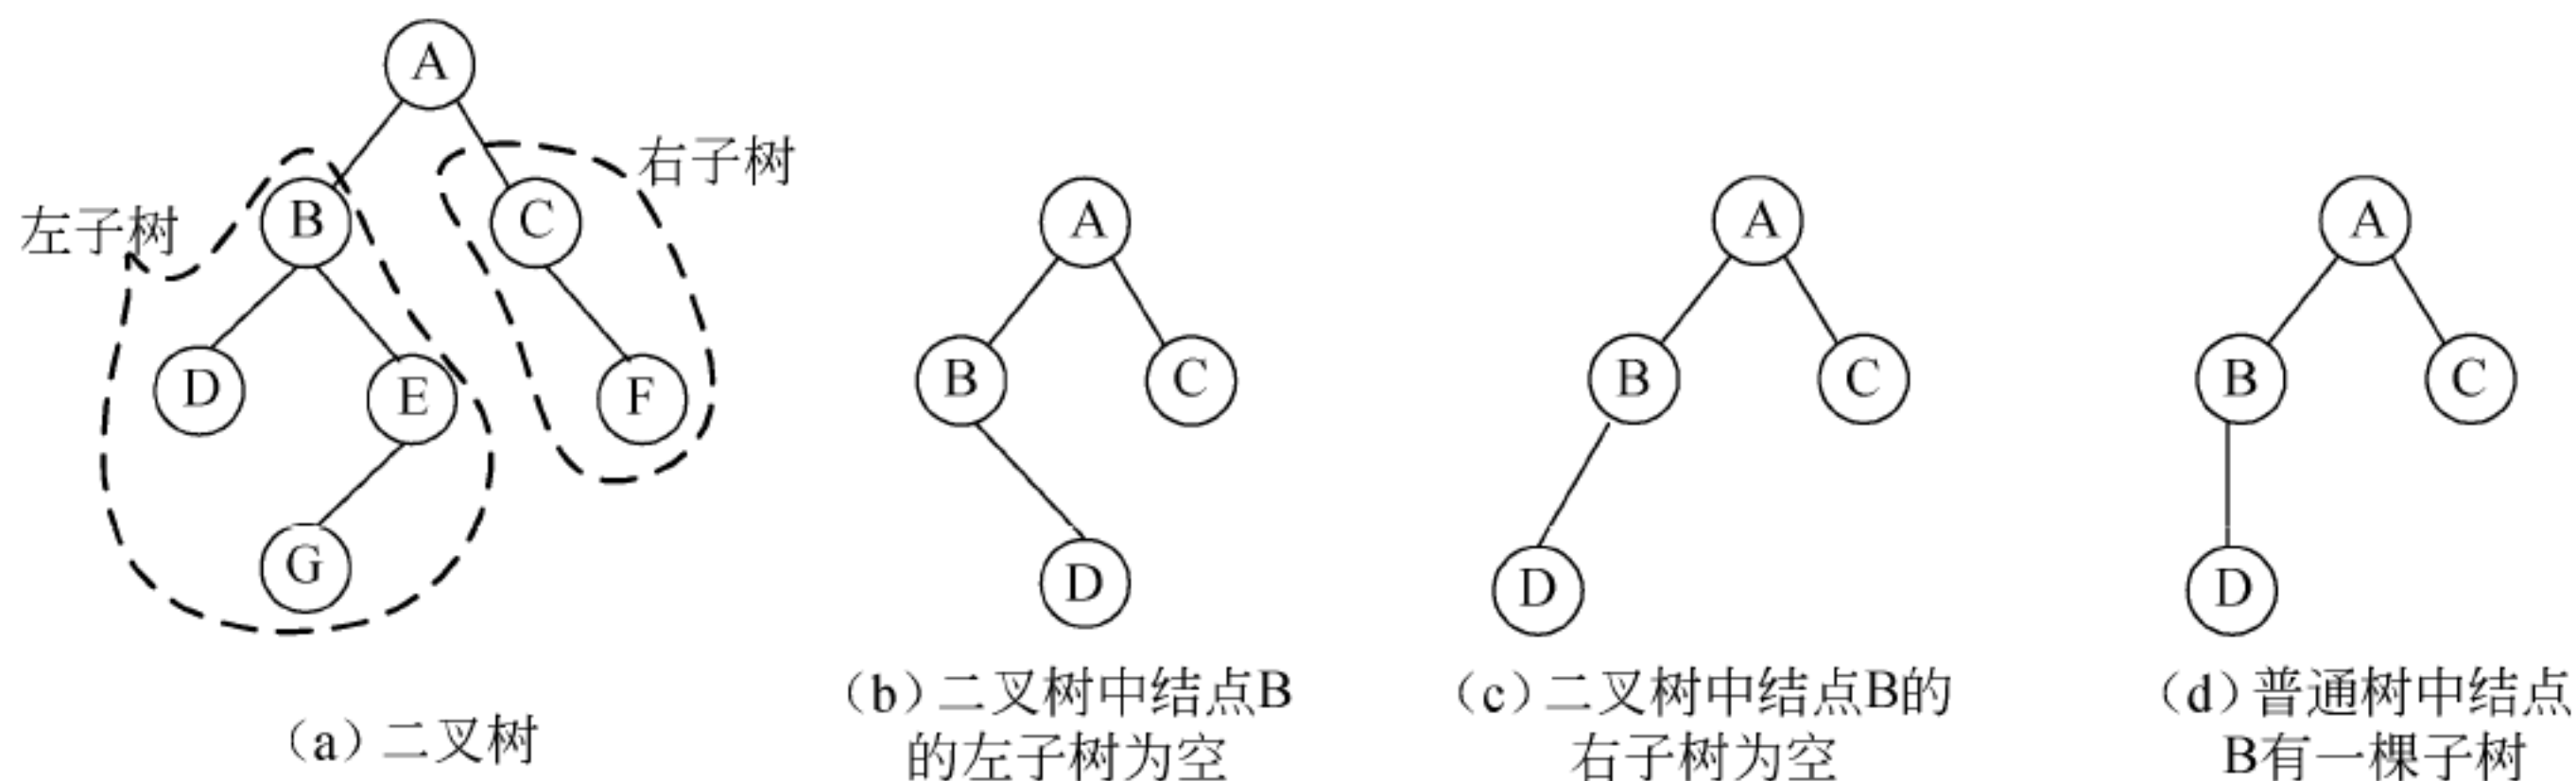 A
右子树
左子树
B
C
D
E
F
G
(a)二叉树
A
B
C
D
(b)二叉树中结点B
的左子树为空
A
B
C
D
(c)二叉树中结点B的
右子树为空
A
B
C
D
(d)普通树中结点
B有一棵子树